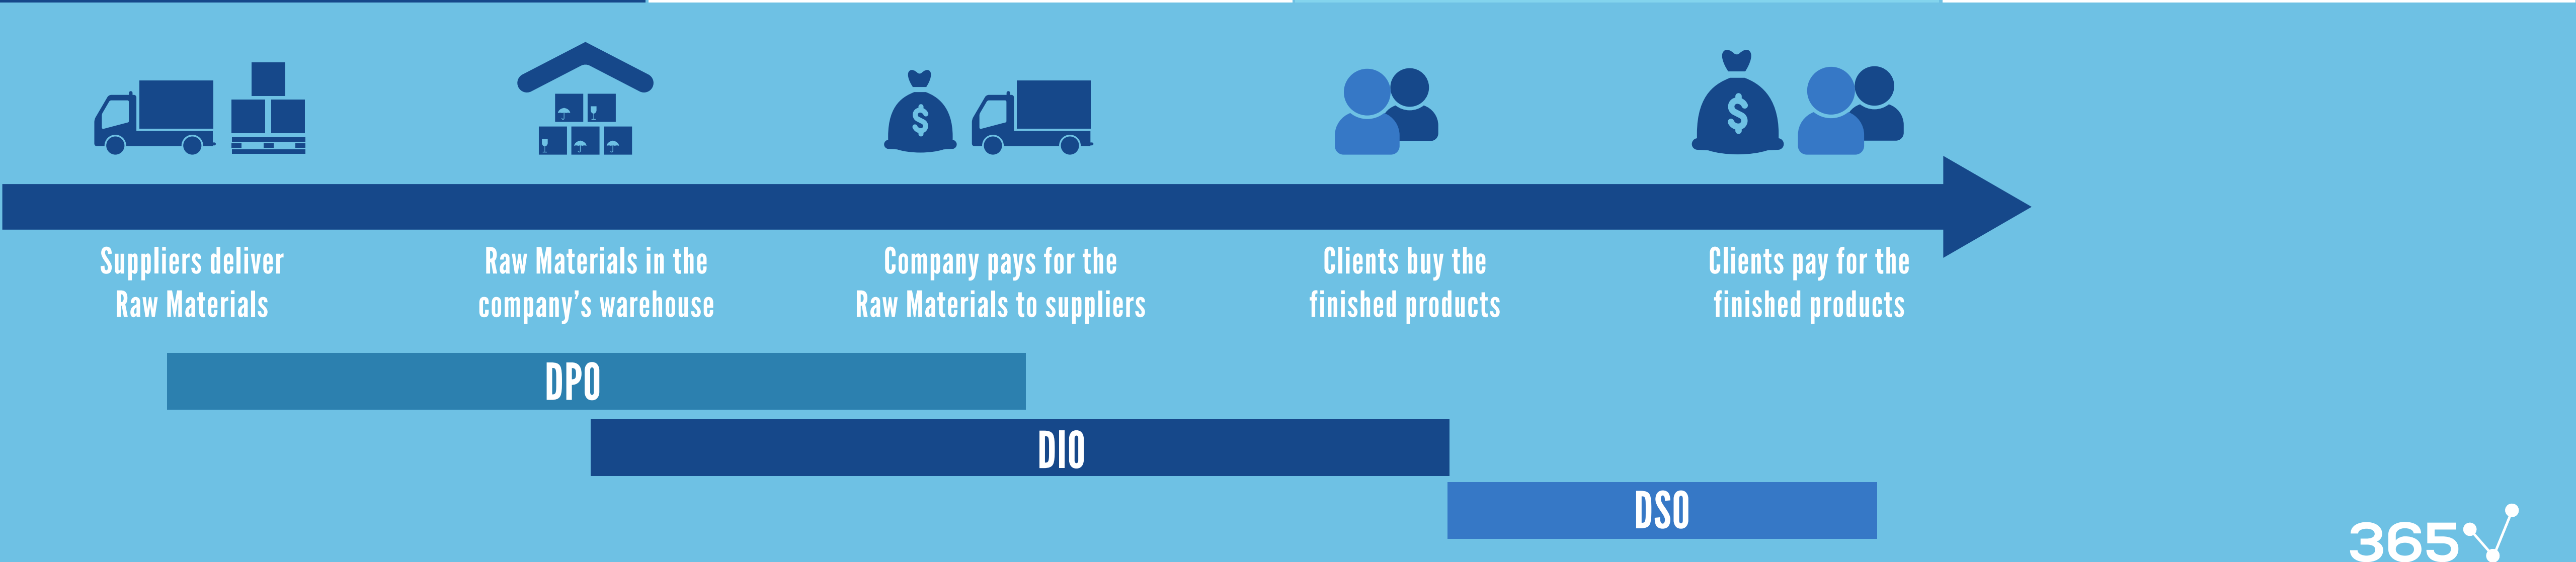 $
$
$
Suppliers deliver
Raw Materials
Raw Materials in the
company's warehouse
Company pays for the
Raw Materials to suppliers
Clients buy the
finished products
Clients pay for the
finished products
DPO
DIO
DSO
365